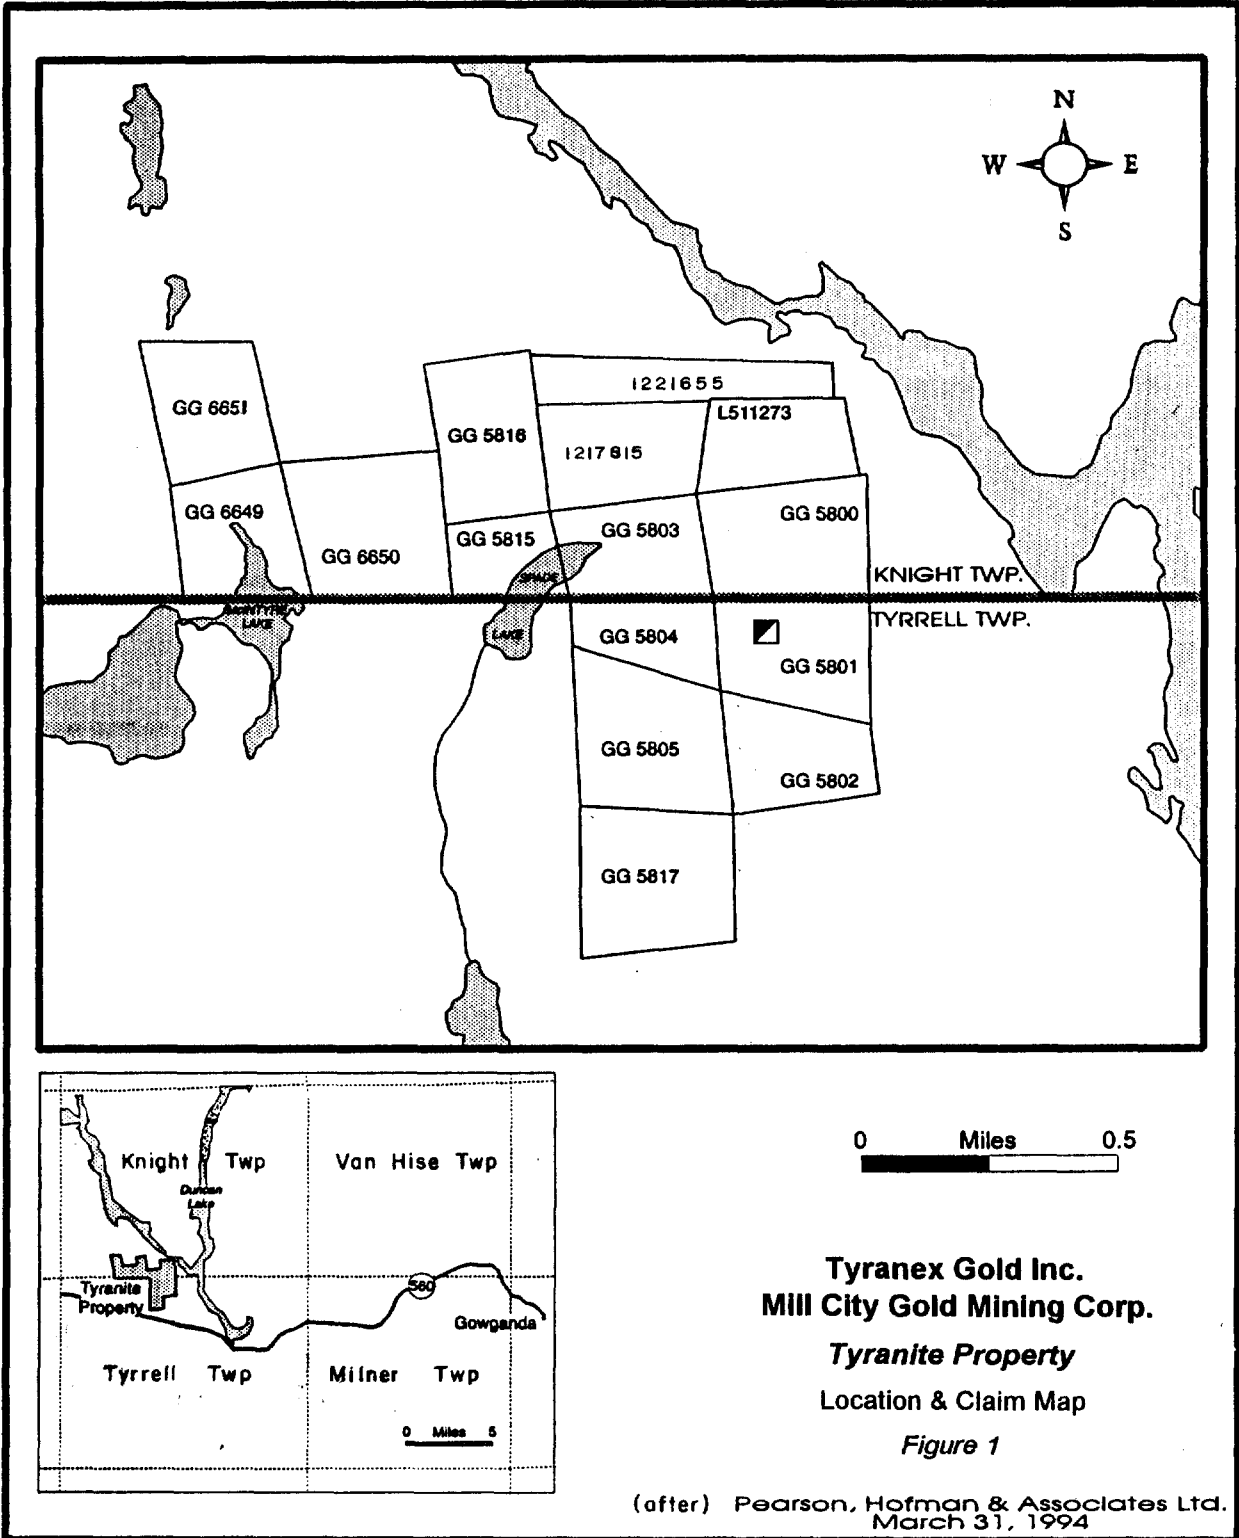 N
W E
S
1221655
GG 6651
L511273
GG 5816
1217815
GG 6649
GG 5800
GG 5803
GG 5815
GG 6650
SPADE
KNIGHT TWP.
McINTYRE
LAKE
TYRRELL TWP.
LAKE
GG 5804
GG 5801
GG 5805
GG 5802
GG 5817
Knight Twp
Van Hise Twp
Duncan
Lake
Tyranite
Property
560
Gowganda
Tyrrell Twp
Milner Twp
0 Miles 5
0 Miles 0.5
Tyranex Gold Inc.
Mill City Gold Mining Corp.
Tyranite Property
Location & Claim Map
Figure 1
(after) Pearson, Hofman & Associates Ltd.
March 31, 1994